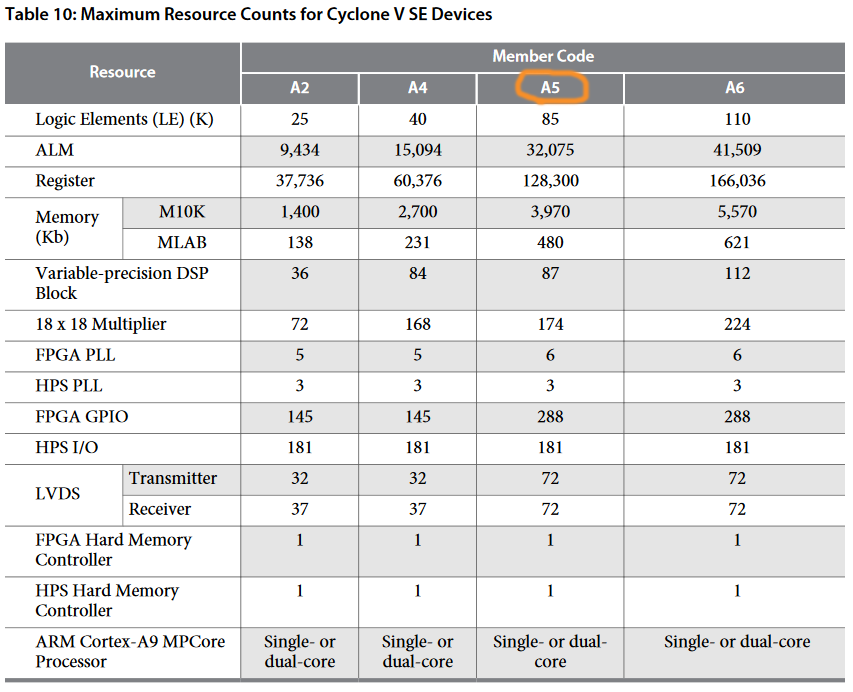 Table 10: Maximum Resource Counts for Cyclone V SE Devices
Resource Member Code
A2 A4 A5 A6
Logic Elements (LE) (K) 25 40 85 110
ALM 9,434 15,094 32,075 41,509
Register 37,736 60,376 128,300 166,036
Memory (Kb) M10K 1,400 2,700 3,970 5,570
MLAB 138 231 480 621
Variable-precision DSP Block 36 84 87 112
18 x 18 Multiplier 72 168 174 224
FPGA PLL 5 5 6 6
HPS PLL 3 3 3 3
FPGA GPIO 145 145 288 288
HPS I/O 181 181 181 181
LVDS Transmitter 32 32 72 72
Receiver 37 37 72 72
FPGA Hard Memory Controller 1 1 1 1
HPS Hard Memory Controller 1 1 1 1
ARM Cortex-A9 MPCore Processor Single- or dual-core Single- or dual-core Single- or dual-core Single- or dual-core